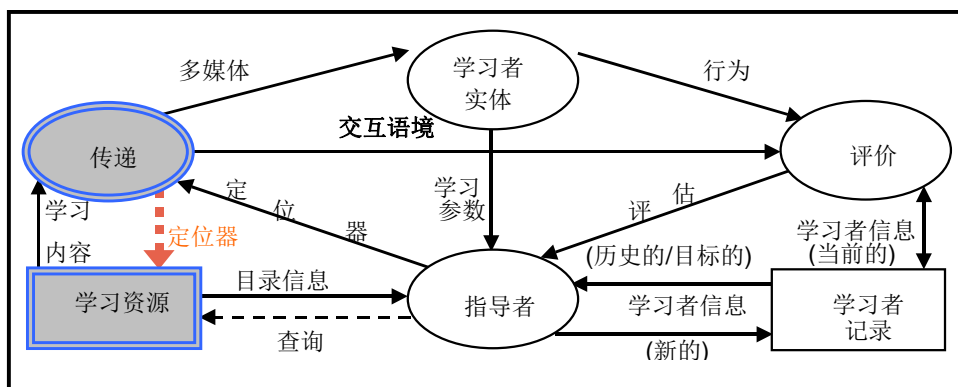 多媒体
学习者
实体
行为
交互语境
传递
评价
学习
参数
定位器
评估
学习
内容
定位器
学习者信息
(当前的)
(历史的/目标的)
学习资源
目录信息
指导者
学习者信息
学习者
记录
查询
(新的)